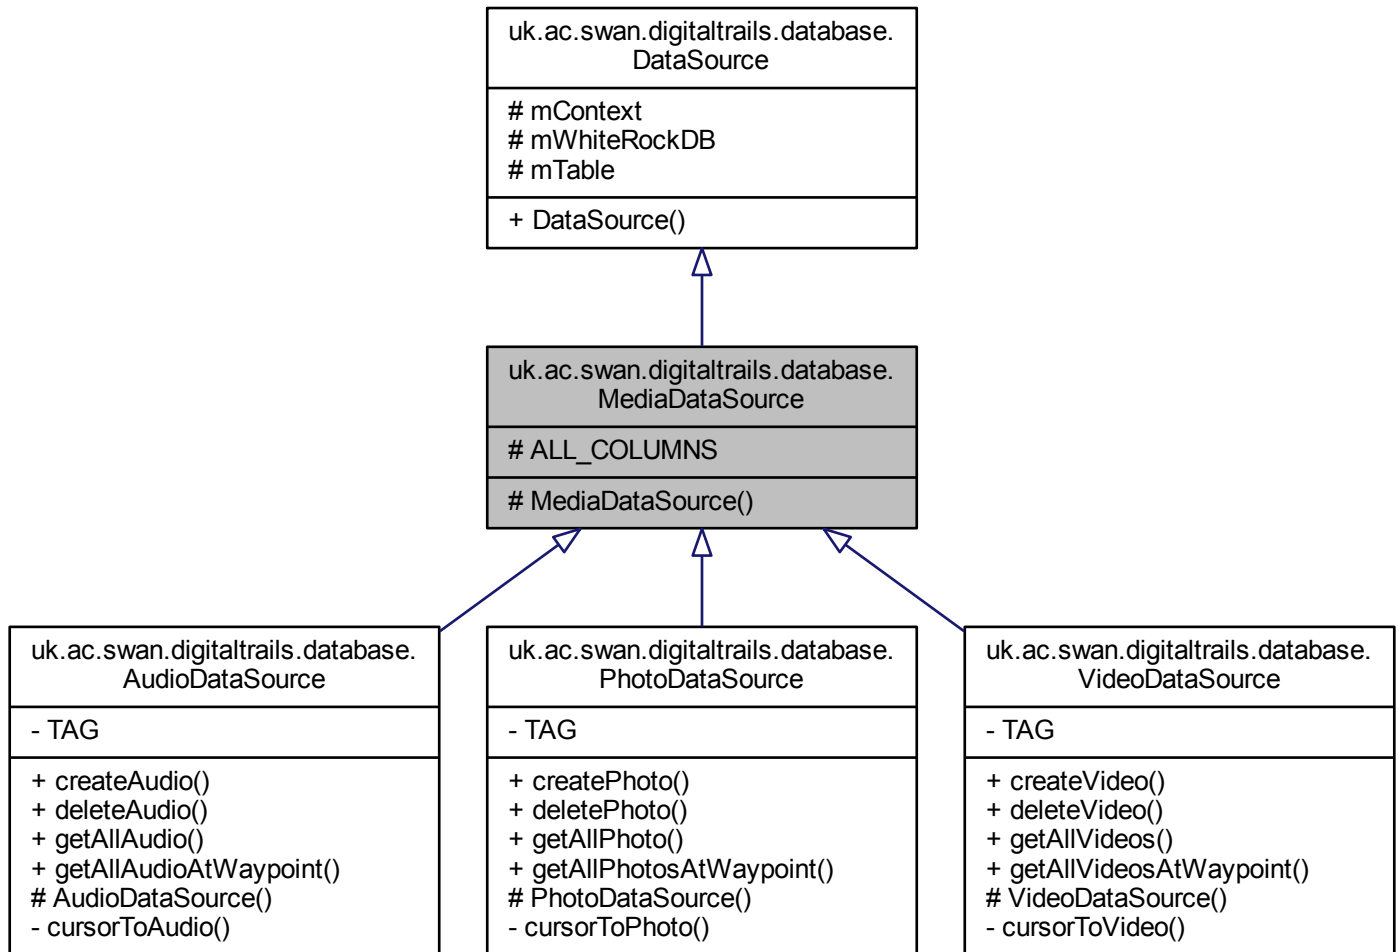 uk.ac.swan.digitaltrails.database.
DataSource
# mContext
# mWhiteRockDB
# mTable
+ DataSource()
uk.ac.swan.digitaltrails.database.
MediaDataSource
# ALL_COLUMNS
# MediaDataSource()
uk.ac.swan.digitaltrails.database.
AudioDataSource
- TAG
+ createAudio()
+ deleteAudio()
+ getAllAudio()
+ getAllAudioAtWaypoint()
# AudioDataSource()
- cursorToAudio()
uk.ac.swan.digitaltrails.database.
PhotoDataSource
- TAG
+ createPhoto()
+ deletePhoto()
+ getAllPhoto()
+ getAllPhotosAtWaypoint()
# PhotoDataSource()
- cursorToPhoto()
uk.ac.swan.digitaltrails.database.
VideoDataSource
- TAG
+ createVideo()
+ deleteVideo()
+ getAllVideos()
+ getAllVideosAtWaypoint()
# VideoDataSource()
- cursorToVideo()